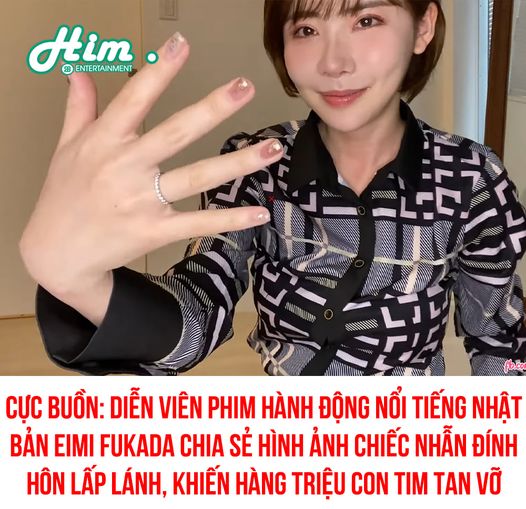 Him.
ENTERTAINMENT
CỰC BUỒN: DIỄN VIÊN PHIM HÀNH ĐỘNG NỔI TIẾNG NHẬT
BẢN EIMI FUKADA CHIA SẺ HÌNH ẢNH CHIẾC NHẪN ĐÍNH
HÔN LẤP LÁNH, KHIẾN HÀNG TRIỆU CON TIM TAN VỠ